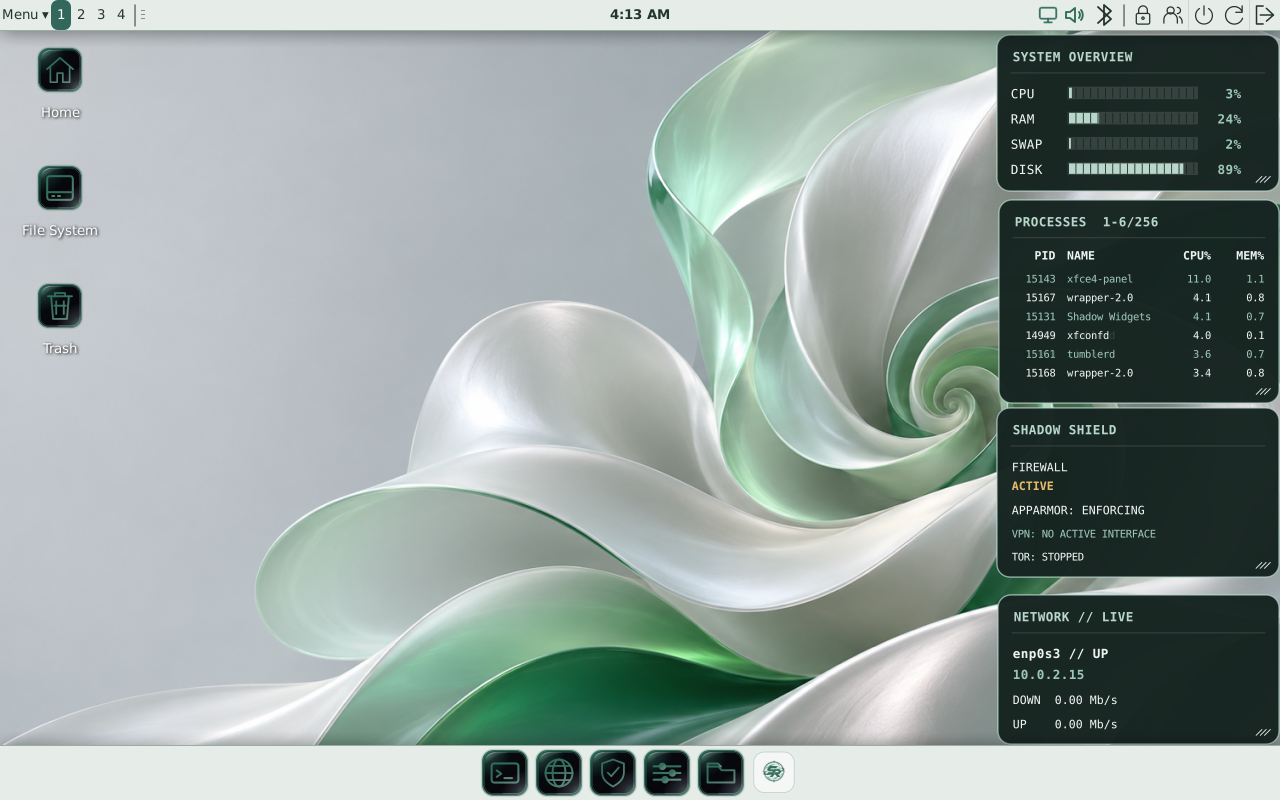 Menu ▾ 1 2 3 4
4:13 AM
Home
File System
Trash
SYSTEM OVERVIEW
CPU 3%
RAM 24%
SWAP 2%
DISK 89%
PROCESSES 1-6/256
PID NAME CPU% MEM%
15143 xfce4-panel 11.0 1.1
15167 wrapper-2.0 4.1 0.8
15131 Shadow Widgets 4.1 0.7
14949 xfconfd 4.0 0.1
15161 tumblerd 3.6 0.7
15168 wrapper-2.0 3.4 0.8
SHADOW SHIELD
FIREWALL
ACTIVE
APPARMOR: ENFORCING
VPN: NO ACTIVE INTERFACE
TOR: STOPPED
NETWORK // LIVE
enp0s3 // UP
10.0.2.15
DOWN 0.00 Mb/s
UP 0.00 Mb/s